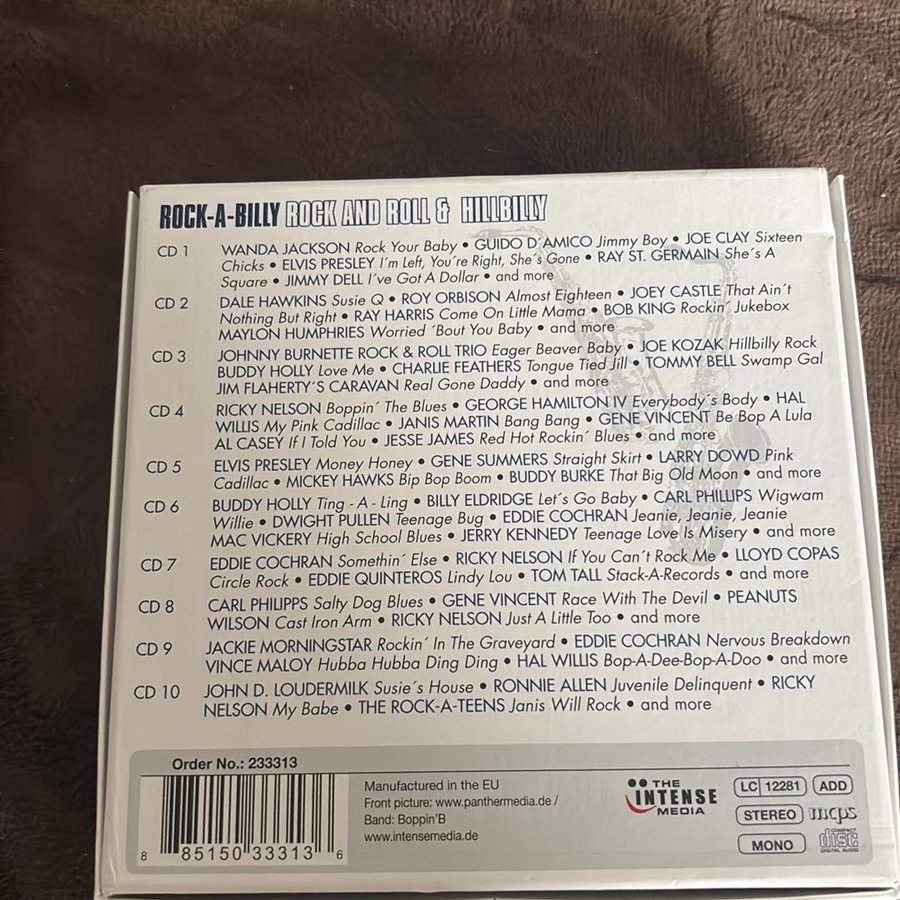 ROCK-A-BILLY ROCK AND ROLL & HILLBILLY
CD 1 WANDA JACKSON Rock Your Baby • GUIDO D´AMICO Jimmy Boy • JOE CLAY Sixteen
Chicks • ELVIS PRESLEY I´m Left, You´re Right, She´s Gone • RAY ST. GERMAIN She´s A
Square • JIMMY DELL I´ve Got A Dollar • and more
CD 2 DALE HAWKINS Susie Q • ROY ORBISON Almost Eighteen • JOEY CASTLE That Ain´t
Nothing But Right • RAY HARRIS Come On Little Mama • BOB KING Rockin´ Jukebox
MAYLON HUMPHRIES Worried ´Bout You Baby • and more
CD 3 JOHNNY BURNETTE ROCK & ROLL TRIO Eager Beaver Baby • JOE KOZAK Hillbilly Rock
BUDDY HOLLY Love Me • CHARLIE FEATHERS Tongue Tied Jill • TOMMY BELL Swamp Gal
JIM FLAHERTY´S CARAVAN Real Gone Daddy • and more
CD 4 RICKY NELSON Boppin´ The Blues • GEORGE HAMILTON IV Everybody´s Body • HAL
WILLIS My Pink Cadillac • JANIS MARTIN Bang Bang • GENE VINCENT Be Bop A Lula
AL CASEY If I Told You • JESSE JAMES Red Hot Rockin´ Blues • and more
CD 5 ELVIS PRESLEY Money Honey • GENE SUMMERS Straight Skirt • LARRY DOWD Pink
Cadillac • MICKEY HAWKS Bip Bop Boom • BUDDY BURKE That Big Old Moon • and more
CD 6 BUDDY HOLLY Ting - A - Ling • BILLY ELDRIDGE Let´s Go Baby • CARL PHILLIPS Wigwam
Willie • DWIGHT PULLEN Teenage Bug • EDDIE COCHRAN Jeanie, Jeanie, Jeanie
MAC VICKERY High School Blues • JERRY KENNEDY Teenage Love Is Misery • and more
CD 7 EDDIE COCHRAN Somethin´ Else • RICKY NELSON If You Can´t Rock Me • LLOYD COPAS
Circle Rock • EDDIE QUINTEROS Lindy Lou • TOM TALL Stack-A-Records • and more
CD 8 CARL PHILIPPS Salty Dog Blues • GENE VINCENT Race With The Devil • PEANUTS
WILSON Cast Iron Arm • RICKY NELSON Just A Little Too • and more
CD 9 JACKIE MORNINGSTAR Rockin´ In The Graveyard • EDDIE COCHRAN Nervous Breakdown
VINCE MALOY Hubba Hubba Ding Ding • HAL WILLIS Bop-A-Dee-Bop-A-Doo • and more
CD 10 JOHN D. LOUDERMILK Susie´s House • RONNIE ALLEN Juvenile Delinquent • RICKY
NELSON My Babe • THE ROCK-A-TEENS Janis Will Rock • and more
Order No.: 233313
8 85150 33313 6
Manufactured in the EU
Front picture: www.panthermedia.de /
Band: Boppin´B
www.intensemedia.de
THE
INTENSE
MEDIA
LC 12281 ADD
STEREO mcps
MONO COMPACT
disc
DIGITAL AUDIO